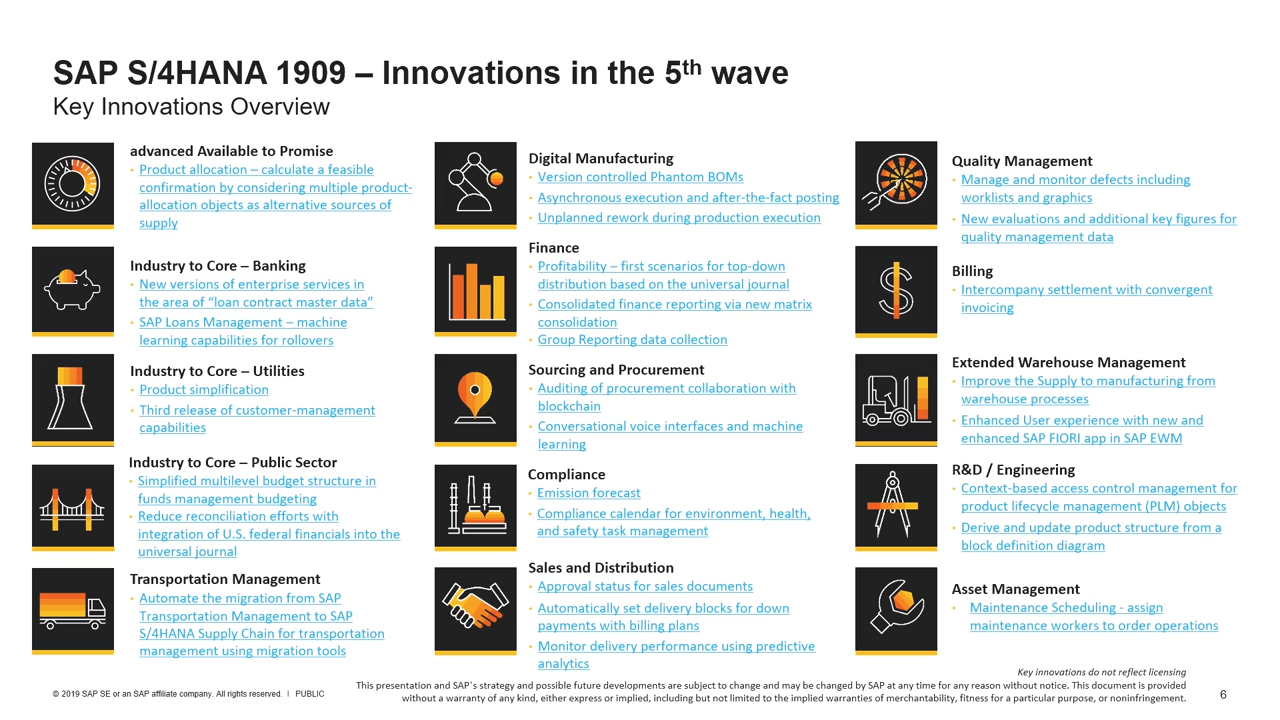 SAP S/4HANA 1909 – Innovations in the 5th wave
Key Innovations Overview
advanced Available to Promise
• Product allocation – calculate a feasible
confirmation by considering multiple product-
allocation objects as alternative sources of
supply
Industry to Core – Banking
• New versions of enterprise services in
the area of “loan contract master data”
• SAP Loans Management – machine
learning capabilities for rollovers
Industry to Core – Utilities
• Product simplification
• Third release of customer-management
capabilities
Industry to Core – Public Sector
• Simplified multilevel budget structure in
funds management budgeting
• Reduce reconciliation efforts with
integration of U.S. federal financials into the
universal journal
Transportation Management
• Automate the migration from SAP
Transportation Management to SAP
S/4HANA Supply Chain for transportation
management using migration tools
Digital Manufacturing
• Version controlled Phantom BOMs
• Asynchronous execution and after-the-fact posting
• Unplanned rework during production execution
Finance
• Profitability – first scenarios for top-down
distribution based on the universal journal
• Consolidated finance reporting via new matrix
consolidation
• Group Reporting data collection
Sourcing and Procurement
• Auditing of procurement collaboration with
blockchain
• Conversational voice interfaces and machine
learning
Compliance
• Emission forecast
• Compliance calendar for environment, health,
and safety task management
Sales and Distribution
• Approval status for sales documents
• Automatically set delivery blocks for down
payments with billing plans
• Monitor delivery performance using predictive
analytics
Quality Management
• Manage and monitor defects including
worklists and graphics
• New evaluations and additional key figures for
quality management data
Billing
• Intercompany settlement with convergent
invoicing
Extended Warehouse Management
• Improve the Supply to manufacturing from
warehouse processes
• Enhanced User experience with new and
enhanced SAP FIORI app in SAP EWM
R&D / Engineering
• Context-based access control management for
product lifecycle management (PLM) objects
• Derive and update product structure from a
block definition diagram
Asset Management
• Maintenance Scheduling - assign
maintenance workers to order operations
Key innovations do not reflect licensing
© 2019 SAP SE or an SAP affiliate company. All rights reserved. | PUBLIC
This presentation and SAP`s strategy and possible future developments are subject to change and may be changed by SAP at any time for any reason without notice. This document is provided
without a warranty of any kind, either express or implied, including but not limited to the implied warranties of merchantability, fitness for a particular purpose, or noninfringement.
6